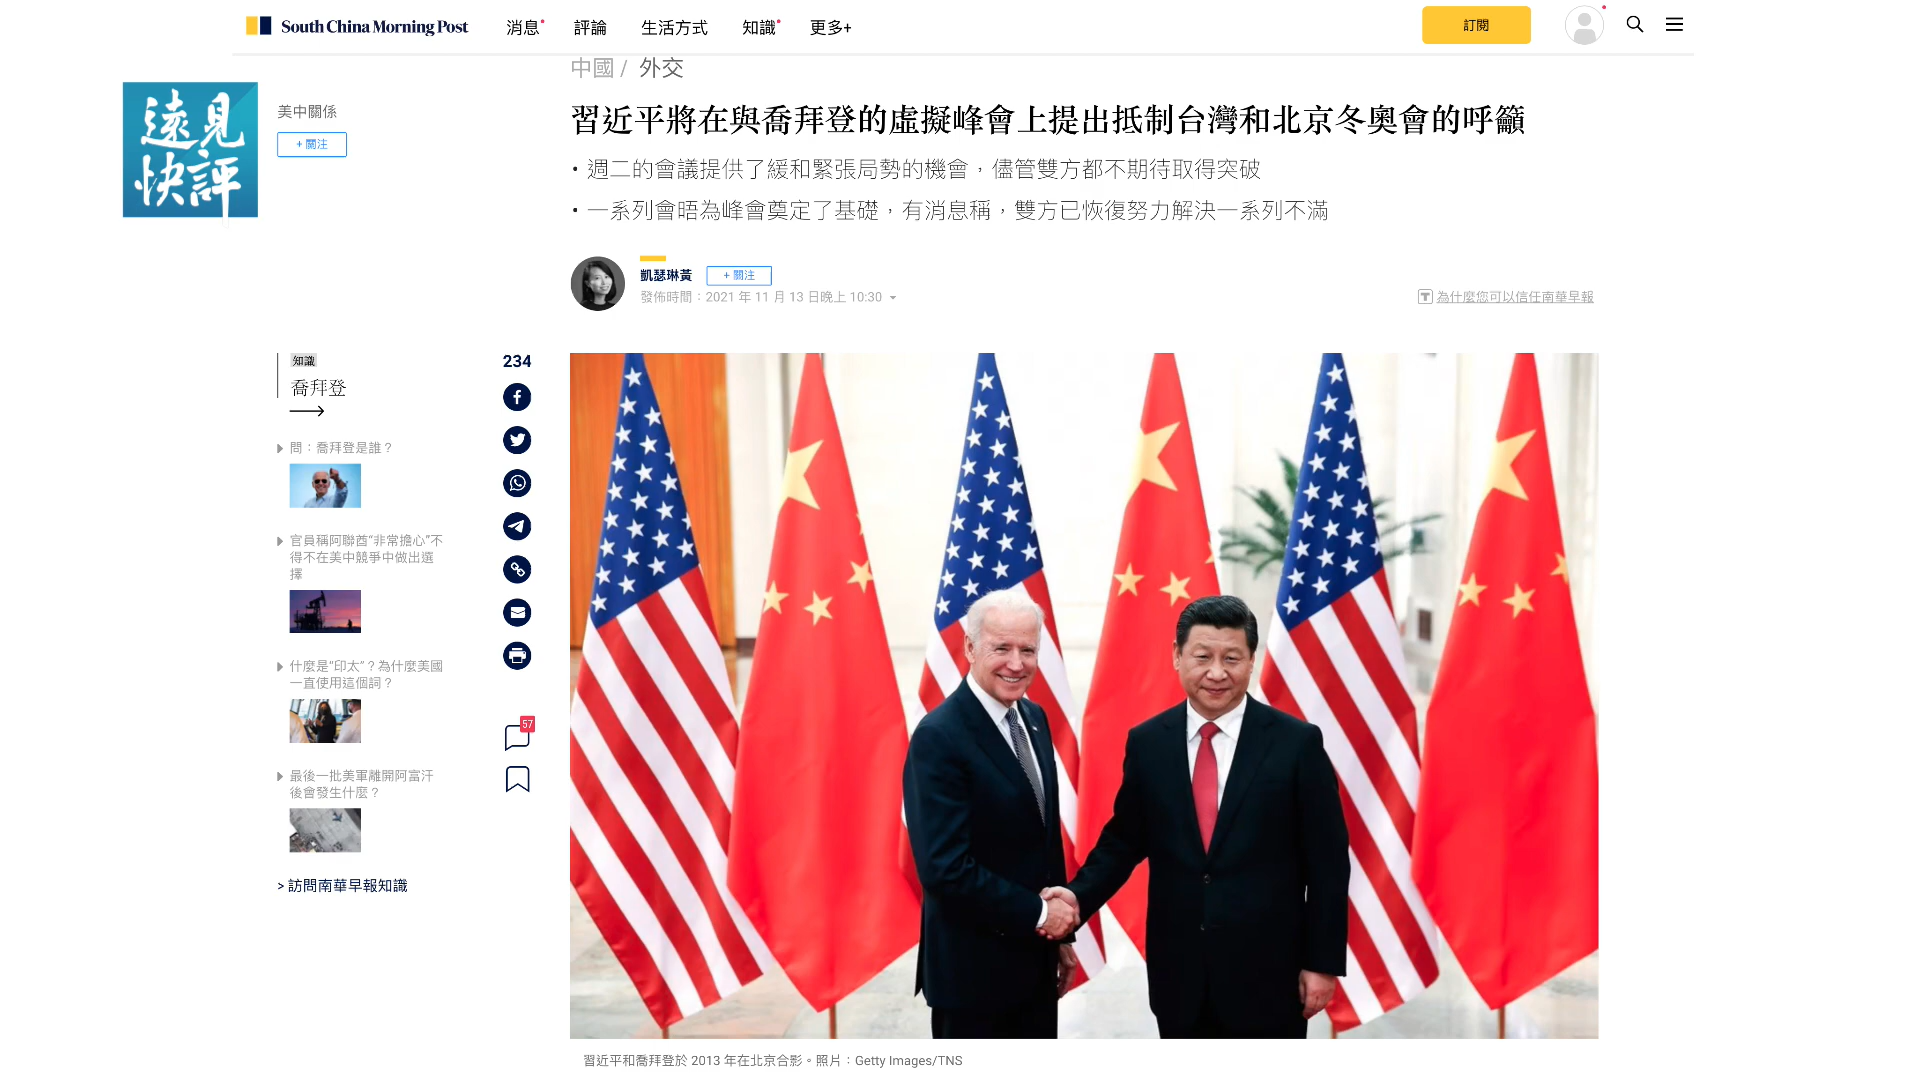 South China Morning Post
消息
評論
生活方式
知識
更多+
訂閱
中國 / 外交
遠見
快評
美中關係
+ 關注
習近平將在與喬拜登的虛擬峰會上提出抵制台灣和北京冬奧會的呼籲
• 週二的會議提供了緩和緊張局勢的機會，儘管雙方都不期待取得突破
• 一系列會晤為峰會奠定了基礎，有消息稱，雙方已恢復努力解決一系列不滿
凱瑟琳黃
+ 關注
發佈時間：2021 年 11 月 13 日晚上 10:30
T 為什麼您可以信任南華早報
知識
喬拜登
問：喬拜登是誰？
官員稱阿聯酋“非常擔心”不
得不在美中競爭中做出選
擇
什麼是“印太”？為什麼美國
一直使用這個詞？
最後一批美軍離開阿富汗
後會發生什麼？
> 訪問南華早報知識
234
57
習近平和喬拜登於 2013 年在北京合影。照片：Getty Images/TNS